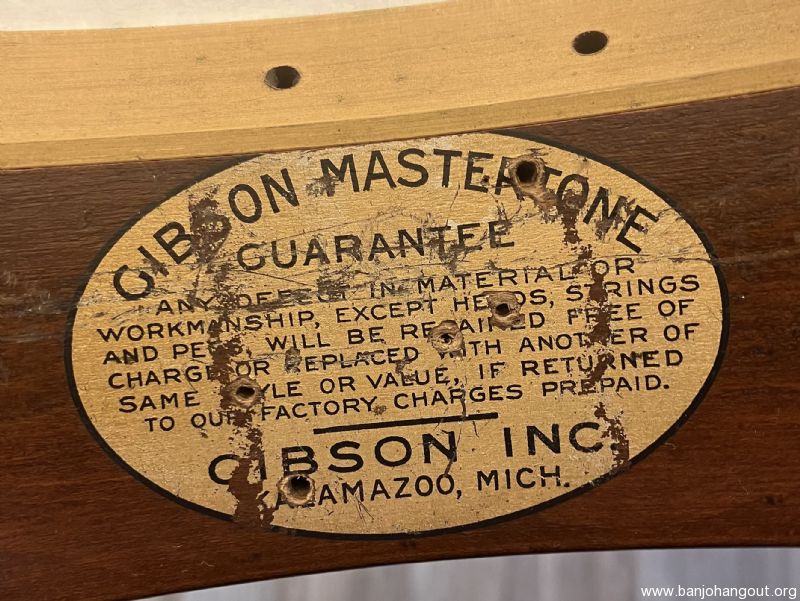 GIBSON MASTERTONE
GUARANTEE
ANY DEFECT IN MATERIAL OR
WORKMANSHIP, EXCEPT HEADS, STRINGS
AND PEGS, WILL BE REPAIRED FREE OF
CHARGE OR REPLACED WITH ANOTHER OF
SAME STYLE OR VALUE, IF RETURNED
TO OUR FACTORY CHARGES PREPAID.
GIBSON INC.
KALAMAZOO, MICH.
www.banjohangout.org